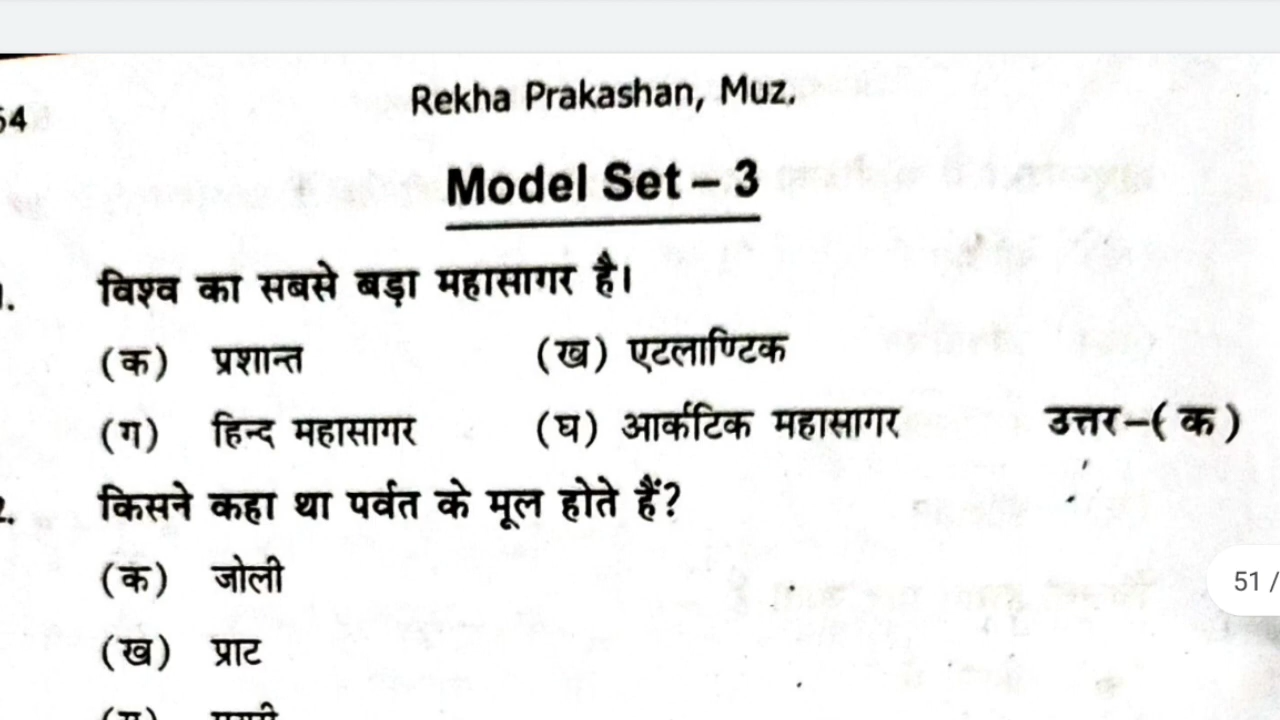 Rekha Prakashan, Muz.
54
Model Set – 3
1. विश्व का सबसे बड़ा महासागर है।
(क) प्रशान्त (ख) एटलाण्टिक
(ग) हिन्द महासागर (घ) आर्कटिक महासागर उत्तर–( क )
2. किसने कहा था पर्वत के मूल होते हैं?
(क) जोली
51 /
(ख) प्राट